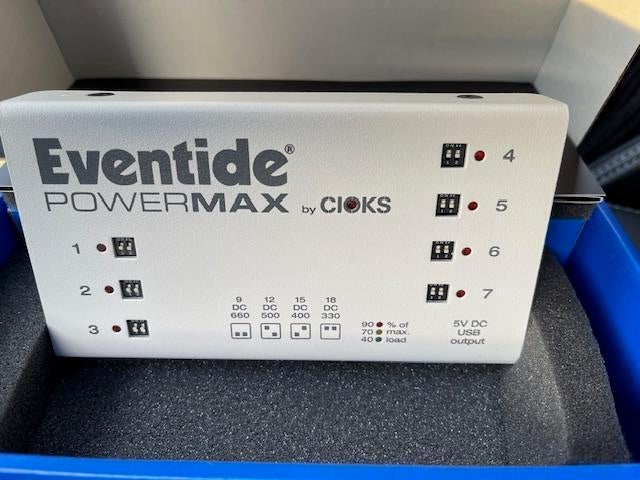 Eventide®
POWERMAX by CIOKS
1
2
3
4
5
6
7
9 DC 660
12 DC 500
15 DC 400
18 DC 330
90 % of
70 max.
40 load
5V DC
USB
output